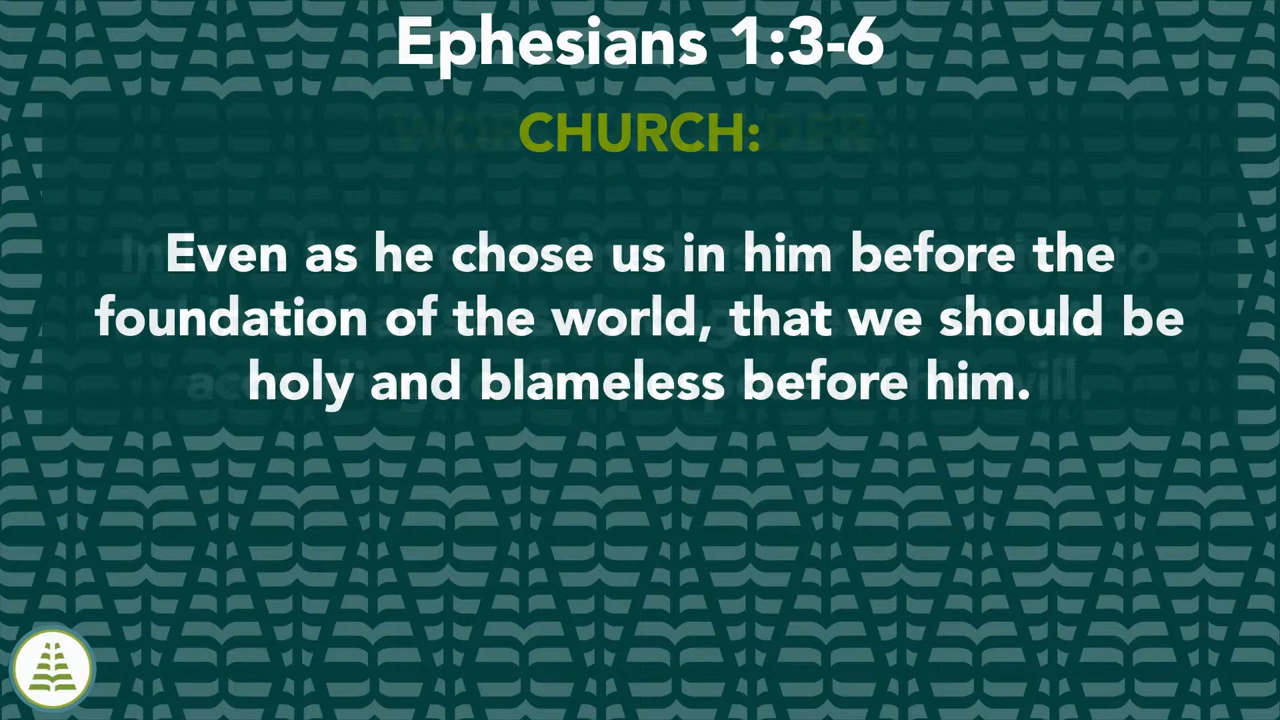 Ephesians 1:3-6
CHURCH:
Even as he chose us in him before the
foundation of the world, that we should be
holy and blameless before him.